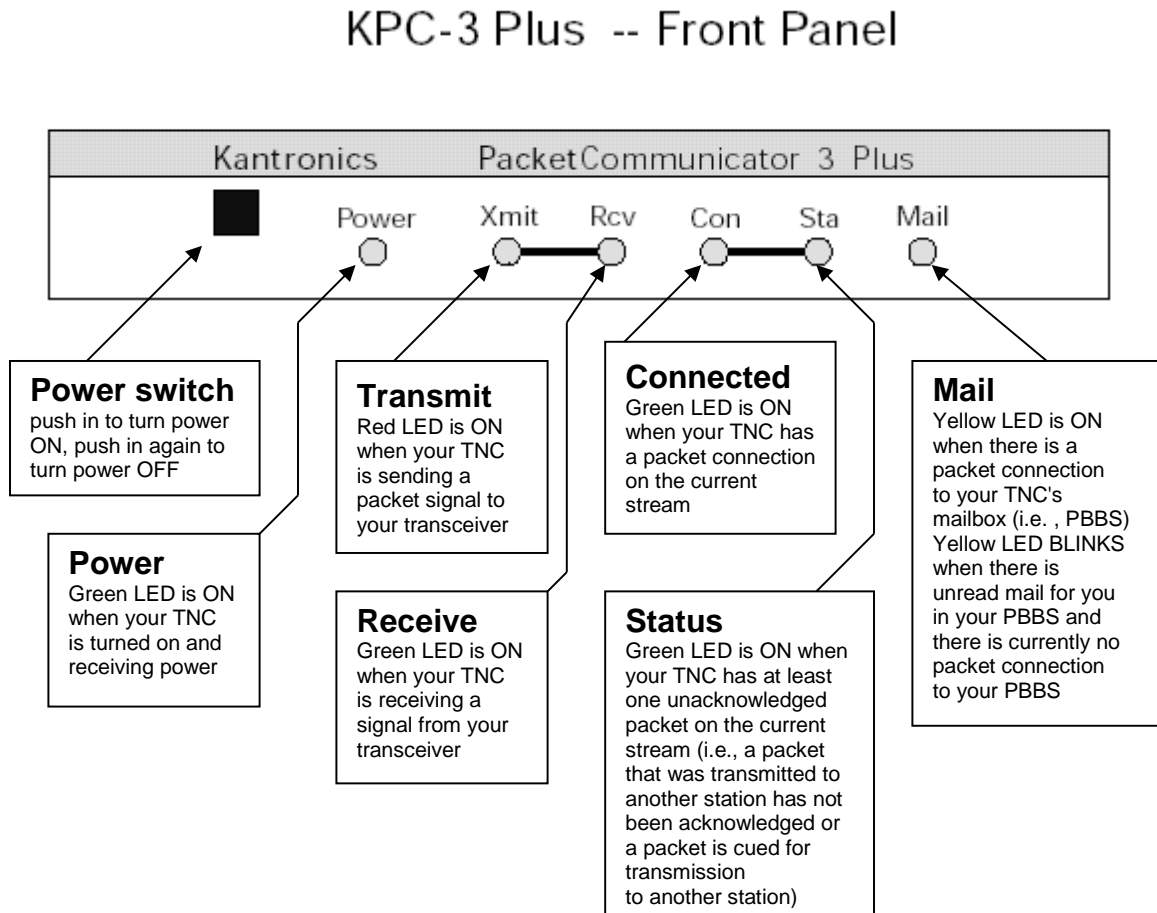 KPC-3 Plus -- Front Panel
Kantronics PacketCommunicator 3 Plus
Power Xmit Rcv Con Sta Mail
Power switch
push in to turn power
ON, push in again to
turn power OFF
Power
Green LED is ON
when your TNC
is turned on and
receiving power
Transmit
Red LED is ON
when your TNC
is sending a
packet signal to
your transceiver
Receive
Green LED is ON
when your TNC
is receiving a
signal from your
transceiver
Connected
Green LED is ON
when your TNC has
a packet connection
on the current
stream
Status
Green LED is ON when
your TNC has at least
one unacknowledged
packet on the current
stream (i.e., a packet
that was transmitted to
another station has not
been acknowledged or
a packet is cued for
transmission
to another station)
Mail
Yellow LED is ON
when there is a
packet connection
to your TNC's
mailbox (i.e. , PBBS)
Yellow LED BLINKS
when there is
unread mail for you
in your PBBS and
there is currently no
packet connection
to your PBBS